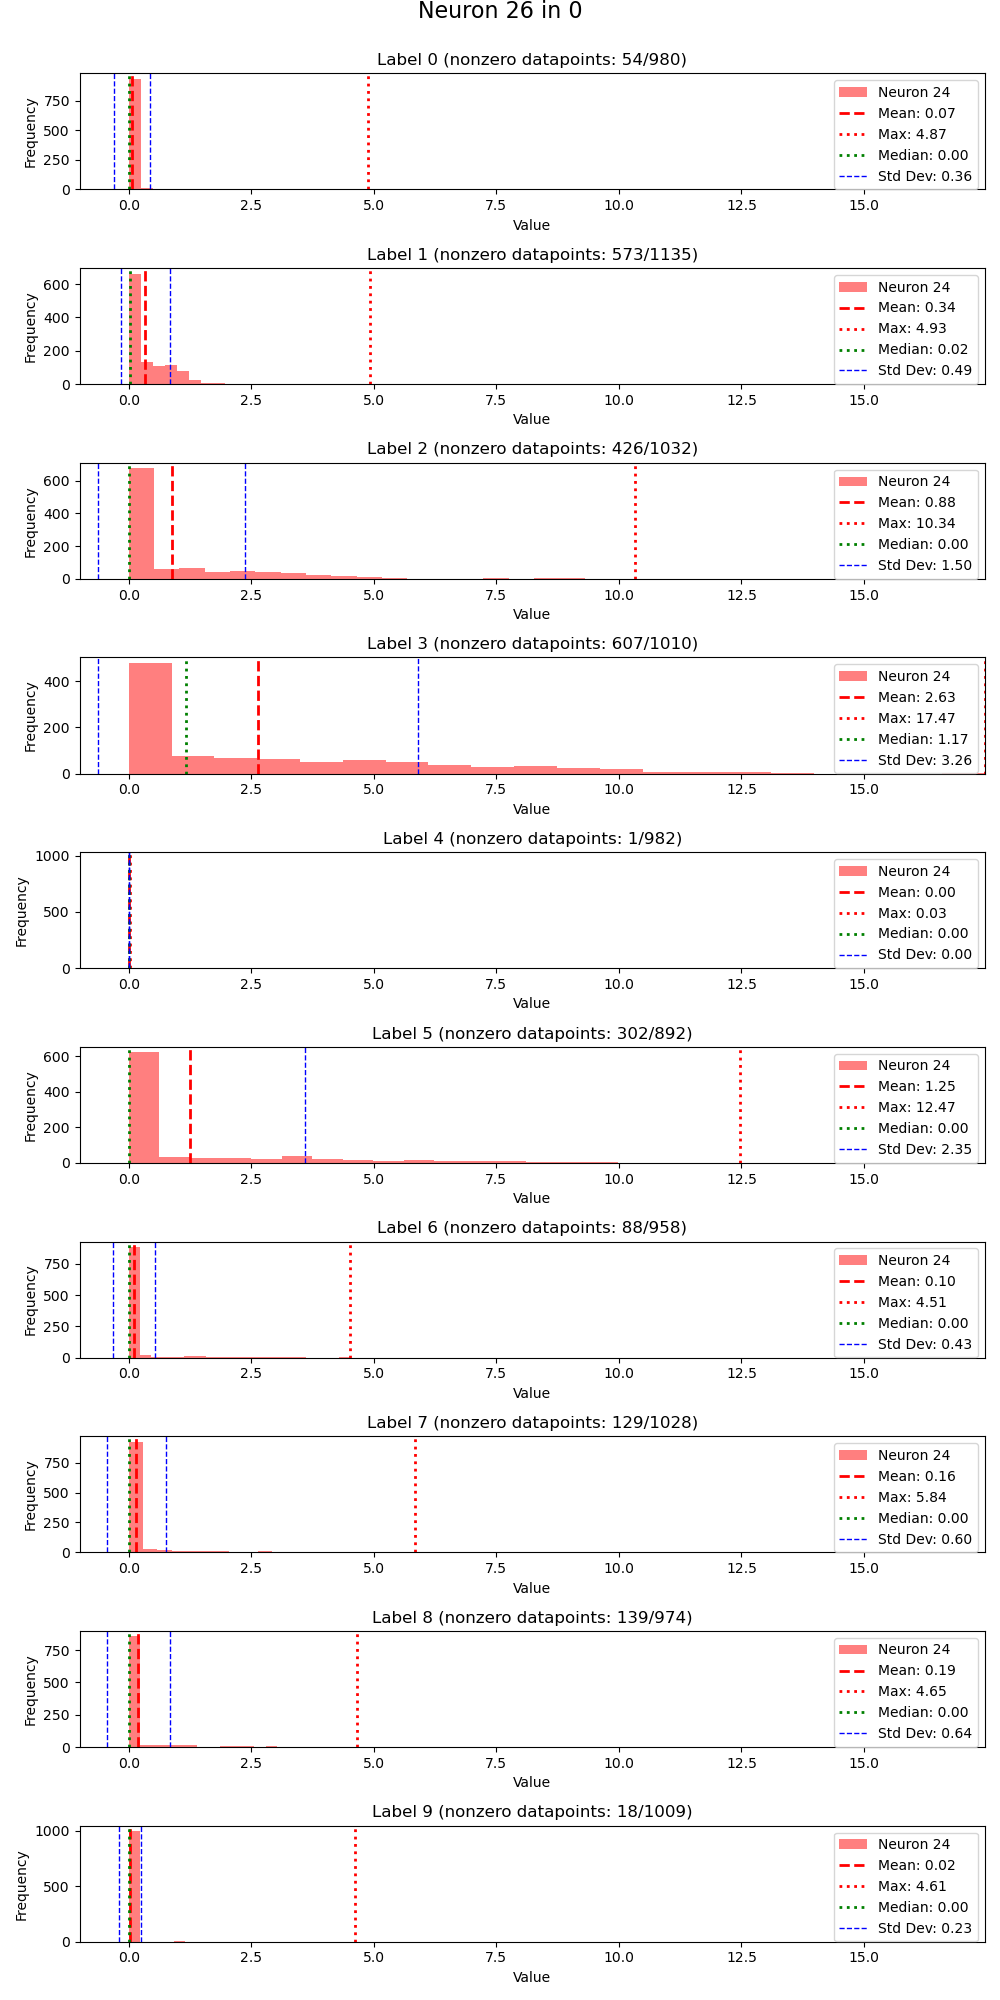 Neuron 26 in 0
Label 0 (nonzero datapoints: 54/980)
Frequency
750
500
250
0
Neuron 24
Mean: 0.07
Max: 4.87
Median: 0.00
Std Dev: 0.36
0.0 2.5 5.0 7.5 10.0 12.5 15.0
Value
Label 1 (nonzero datapoints: 573/1135)
Frequency
600
400
200
0
Neuron 24
Mean: 0.34
Max: 4.93
Median: 0.02
Std Dev: 0.49
0.0 2.5 5.0 7.5 10.0 12.5 15.0
Value
Label 2 (nonzero datapoints: 426/1032)
Frequency
600
400
200
0
Neuron 24
Mean: 0.88
Max: 10.34
Median: 0.00
Std Dev: 1.50
0.0 2.5 5.0 7.5 10.0 12.5 15.0
Value
Label 3 (nonzero datapoints: 607/1010)
Frequency
400
200
0
Neuron 24
Mean: 2.63
Max: 17.47
Median: 1.17
Std Dev: 3.26
0.0 2.5 5.0 7.5 10.0 12.5 15.0
Value
Label 4 (nonzero datapoints: 1/982)
Frequency
1000
500
0
Neuron 24
Mean: 0.00
Max: 0.03
Median: 0.00
Std Dev: 0.00
0.0 2.5 5.0 7.5 10.0 12.5 15.0
Value
Label 5 (nonzero datapoints: 302/892)
Frequency
600
400
200
0
Neuron 24
Mean: 1.25
Max: 12.47
Median: 0.00
Std Dev: 2.35
0.0 2.5 5.0 7.5 10.0 12.5 15.0
Value
Label 6 (nonzero datapoints: 88/958)
Frequency
750
500
250
0
Neuron 24
Mean: 0.10
Max: 4.51
Median: 0.00
Std Dev: 0.43
0.0 2.5 5.0 7.5 10.0 12.5 15.0
Value
Label 7 (nonzero datapoints: 129/1028)
Frequency
750
500
250
0
Neuron 24
Mean: 0.16
Max: 5.84
Median: 0.00
Std Dev: 0.60
0.0 2.5 5.0 7.5 10.0 12.5 15.0
Value
Label 8 (nonzero datapoints: 139/974)
Frequency
750
500
250
0
Neuron 24
Mean: 0.19
Max: 4.65
Median: 0.00
Std Dev: 0.64
0.0 2.5 5.0 7.5 10.0 12.5 15.0
Value
Label 9 (nonzero datapoints: 18/1009)
Frequency
1000
500
0
Neuron 24
Mean: 0.02
Max: 4.61
Median: 0.00
Std Dev: 0.23
0.0 2.5 5.0 7.5 10.0 12.5 15.0
Value